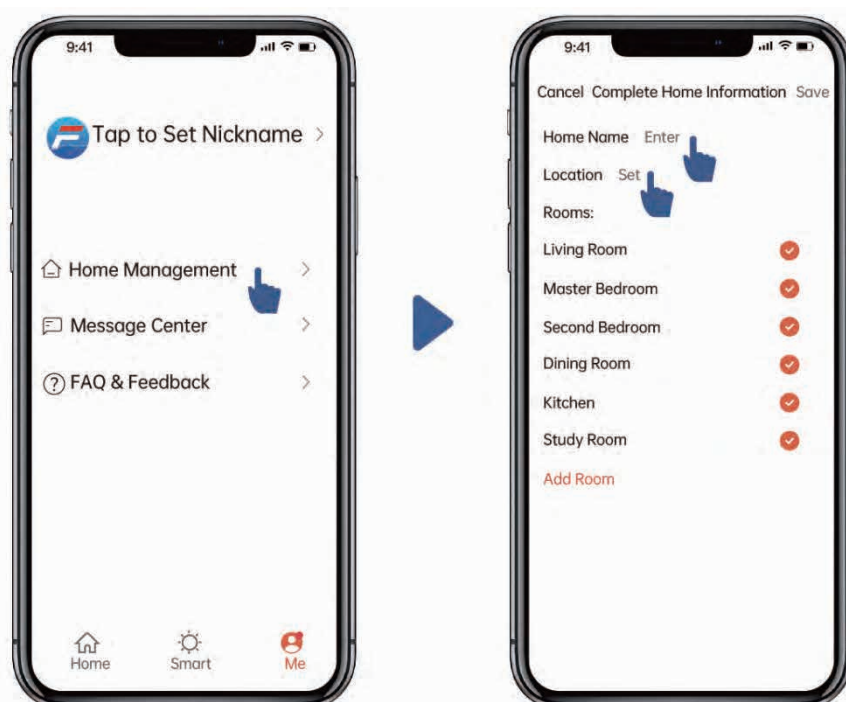 9:41
Tap to Set Nickname
Home Management
Message Center
FAQ & Feedback
Home Smart Me
9:41
Cancel Complete Home Information Save
Home Name Enter
Location Set
Rooms:
Living Room
Master Bedroom
Second Bedroom
Dining Room
Kitchen
Study Room
Add Room